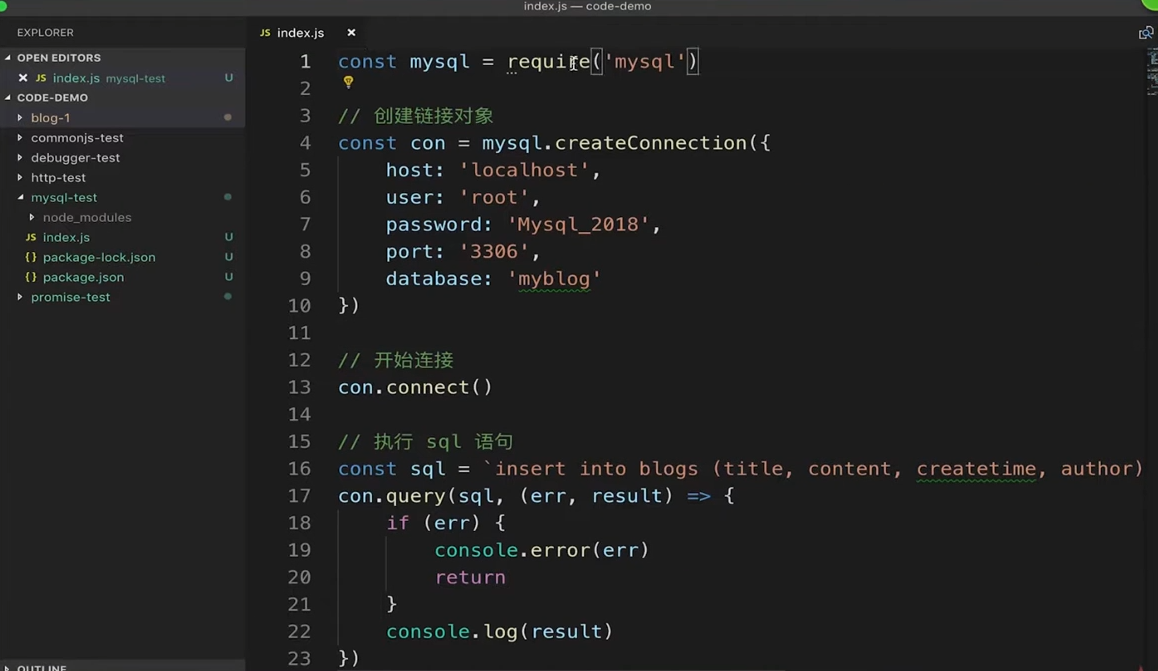 index.js — code-demo
EXPLORER
OPEN EDITORS
JS index.js mysql-test U
CODE-DEMO
blog-1
commonjs-test
debugger-test
http-test
mysql-test
node_modules
JS index.js U
{} package-lock.json U
{} package.json U
promise-test
OUTLINE
JS index.js
1 const mysql = require('mysql')
2
3 // 创建链接对象
4 const con = mysql.createConnection({
5 host: 'localhost',
6 user: 'root',
7 password: 'Mysql_2018',
8 port: '3306',
9 database: 'myblog'
10 })
11
12 // 开始连接
13 con.connect()
14
15 // 执行 sql 语句
16 const sql = `insert into blogs (title, content, createtime, author)
17 con.query(sql, (err, result) => {
18 if (err) {
19 console.error(err)
20 return
21 }
22 console.log(result)
23 })